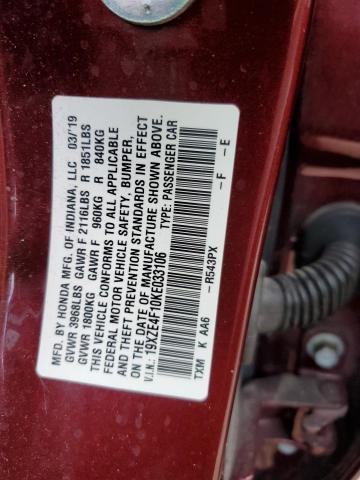 MFD. BY HONDA MFG. OF INDIANA, LLC 03/'19
GVWR 3968LBS GAWR F 2116LBS R 1851LBS
GVWR 1800KG GAWR F 960KG R 840KG
THIS VEHICLE CONFORMS TO ALL APPLICABLE
FEDERAL MOTOR VEHICLE SAFETY, BUMPER,
AND THEFT PREVENTION STANDARDS IN EFFECT
ON THE DATE OF MANUFACTURE SHOWN ABOVE.
V.I.N.: 19XZE4F10KE033106 TYPE: PASSENGER CAR
TXM K AA6 -R543PX -F -E